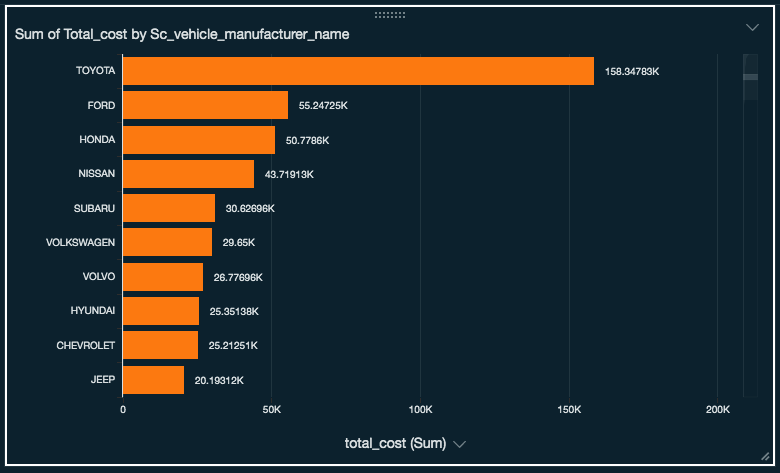 Sum of Total_cost by Sc_vehicle_manufacturer_name
TOYOTA 158.34783K
FORD 55.24725K
HONDA 50.7786K
NISSAN 43.71913K
SUBARU 30.62696K
VOLKSWAGEN 29.65K
VOLVO 26.77696K
HYUNDAI 25.35138K
CHEVROLET 25.21251K
JEEP 20.19312K
0 50K 100K 150K 200K
total_cost (Sum)